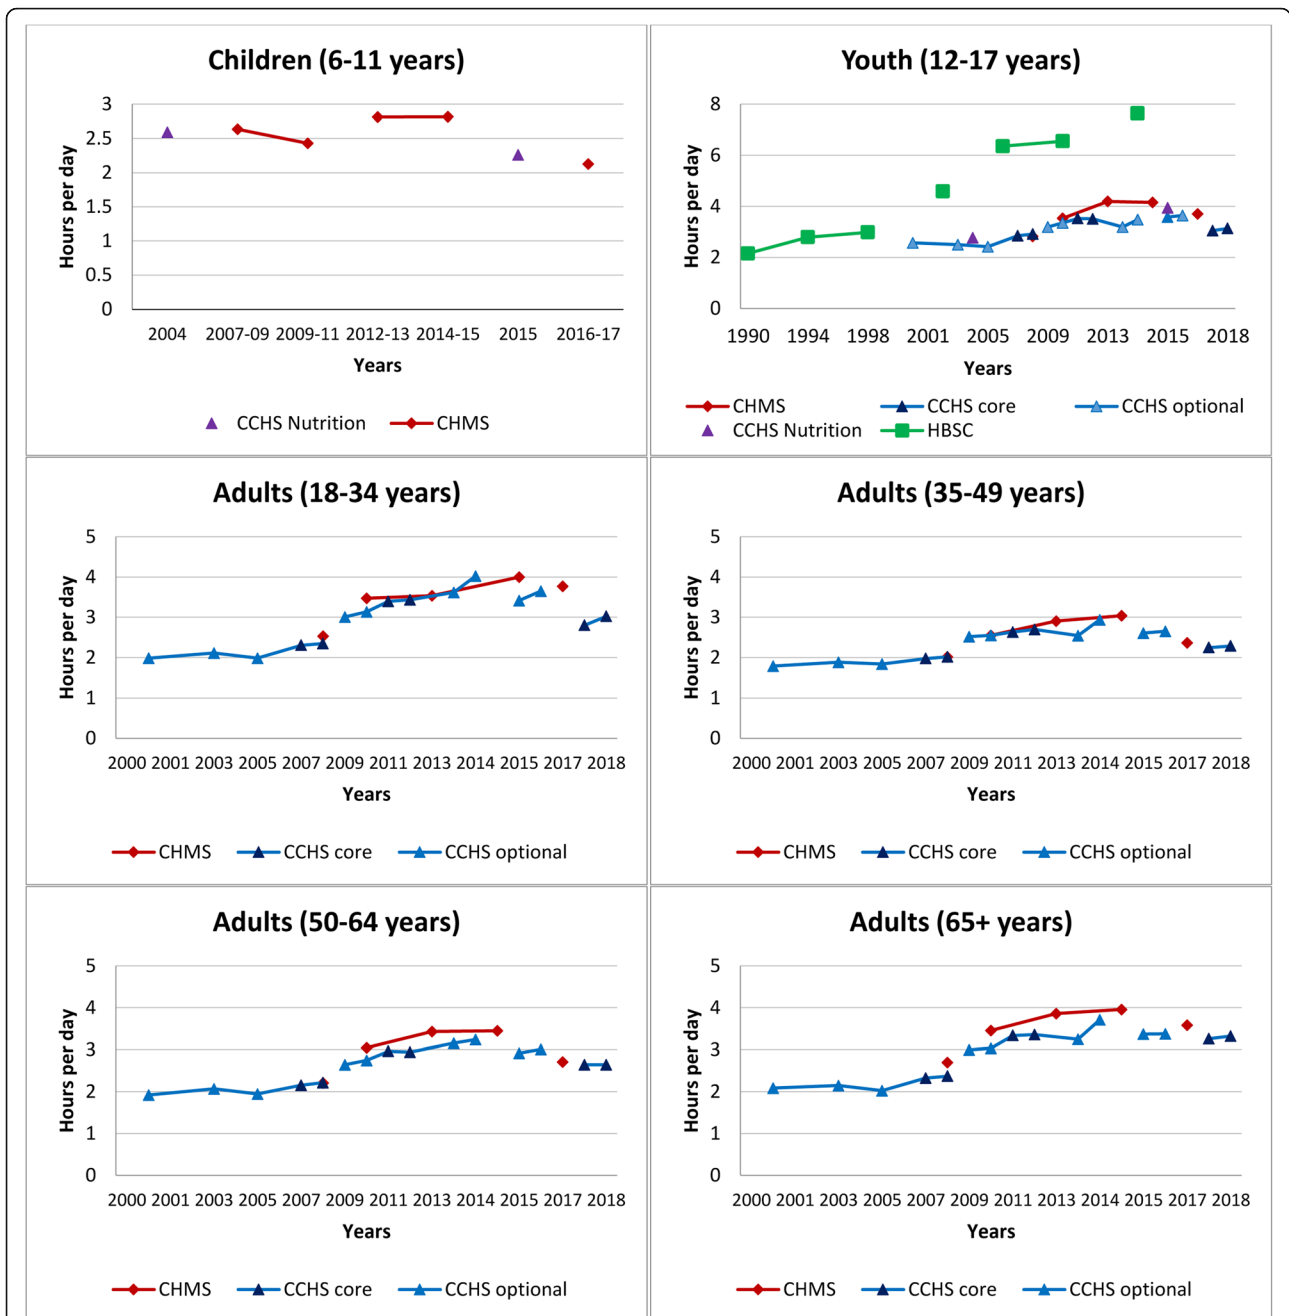 Children (6-11 years)
3
2.5
2
1.5
1
0.5
0
Hours per day
2004 2007-09 2009-11 2012-13 2014-15 2015 2016-17
Years
CCHS Nutrition CHMS
Youth (12-17 years)
8
6
4
2
0
Hours per day
1990 1994 1998 2001 2005 2009 2013 2015 2018
Years
CHMS CCHS core CCHS optional
CCHS Nutrition HBSC
Adults (18-34 years)
5
4
3
2
1
0
Hours per day
2000 2001 2003 2005 2007 2009 2011 2013 2014 2015 2017 2018
Years
CHMS CCHS core CCHS optional
Adults (35-49 years)
5
4
3
2
1
0
Hours per day
2000 2001 2003 2005 2007 2009 2011 2013 2014 2015 2017 2018
Years
CHMS CCHS core CCHS optional
Adults (50-64 years)
5
4
3
2
1
0
Hours per day
2000 2001 2003 2005 2007 2009 2011 2013 2014 2015 2017 2018
Years
CHMS CCHS core CCHS optional
Adults (65+ years)
5
4
3
2
1
0
Hours per day
2000 2001 2003 2005 2007 2009 2011 2013 2014 2015 2017 2018
Years
CHMS CCHS core CCHS optional